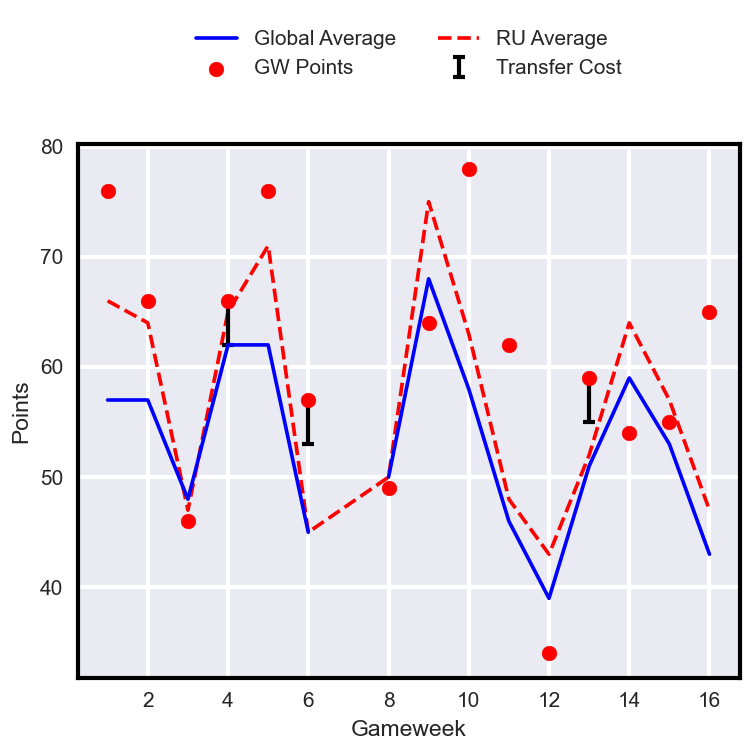 Global Average
RU Average
GW Points
Transfer Cost
80
70
60
50
40
Points
2 4 6 8 10 12 14 16
Gameweek